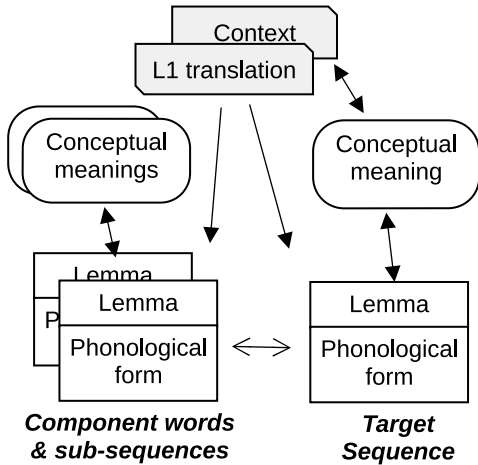 Context
L1 translation
Conceptual
meanings
Conceptual
meaning
Lemma
Lemma
Phonological
form
Lemma
Phonological
form
Component words
& sub-sequences
Target
Sequence